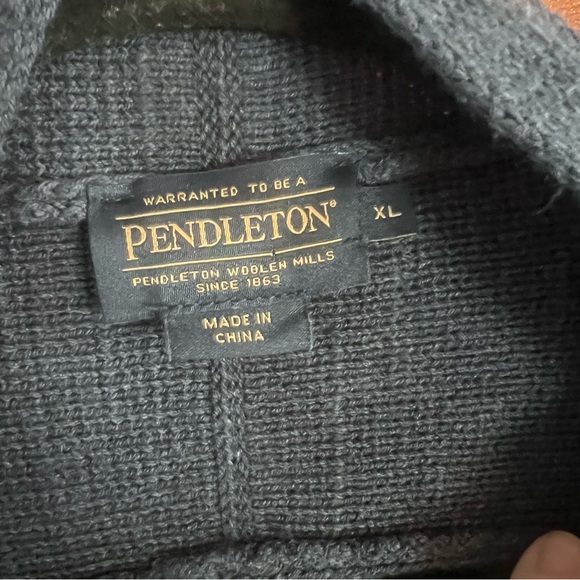 WARRANTED TO BE A
PENDLETON®
XL
PENDLETON WOOLEN MILLS
SINCE 1863
MADE IN
CHINA